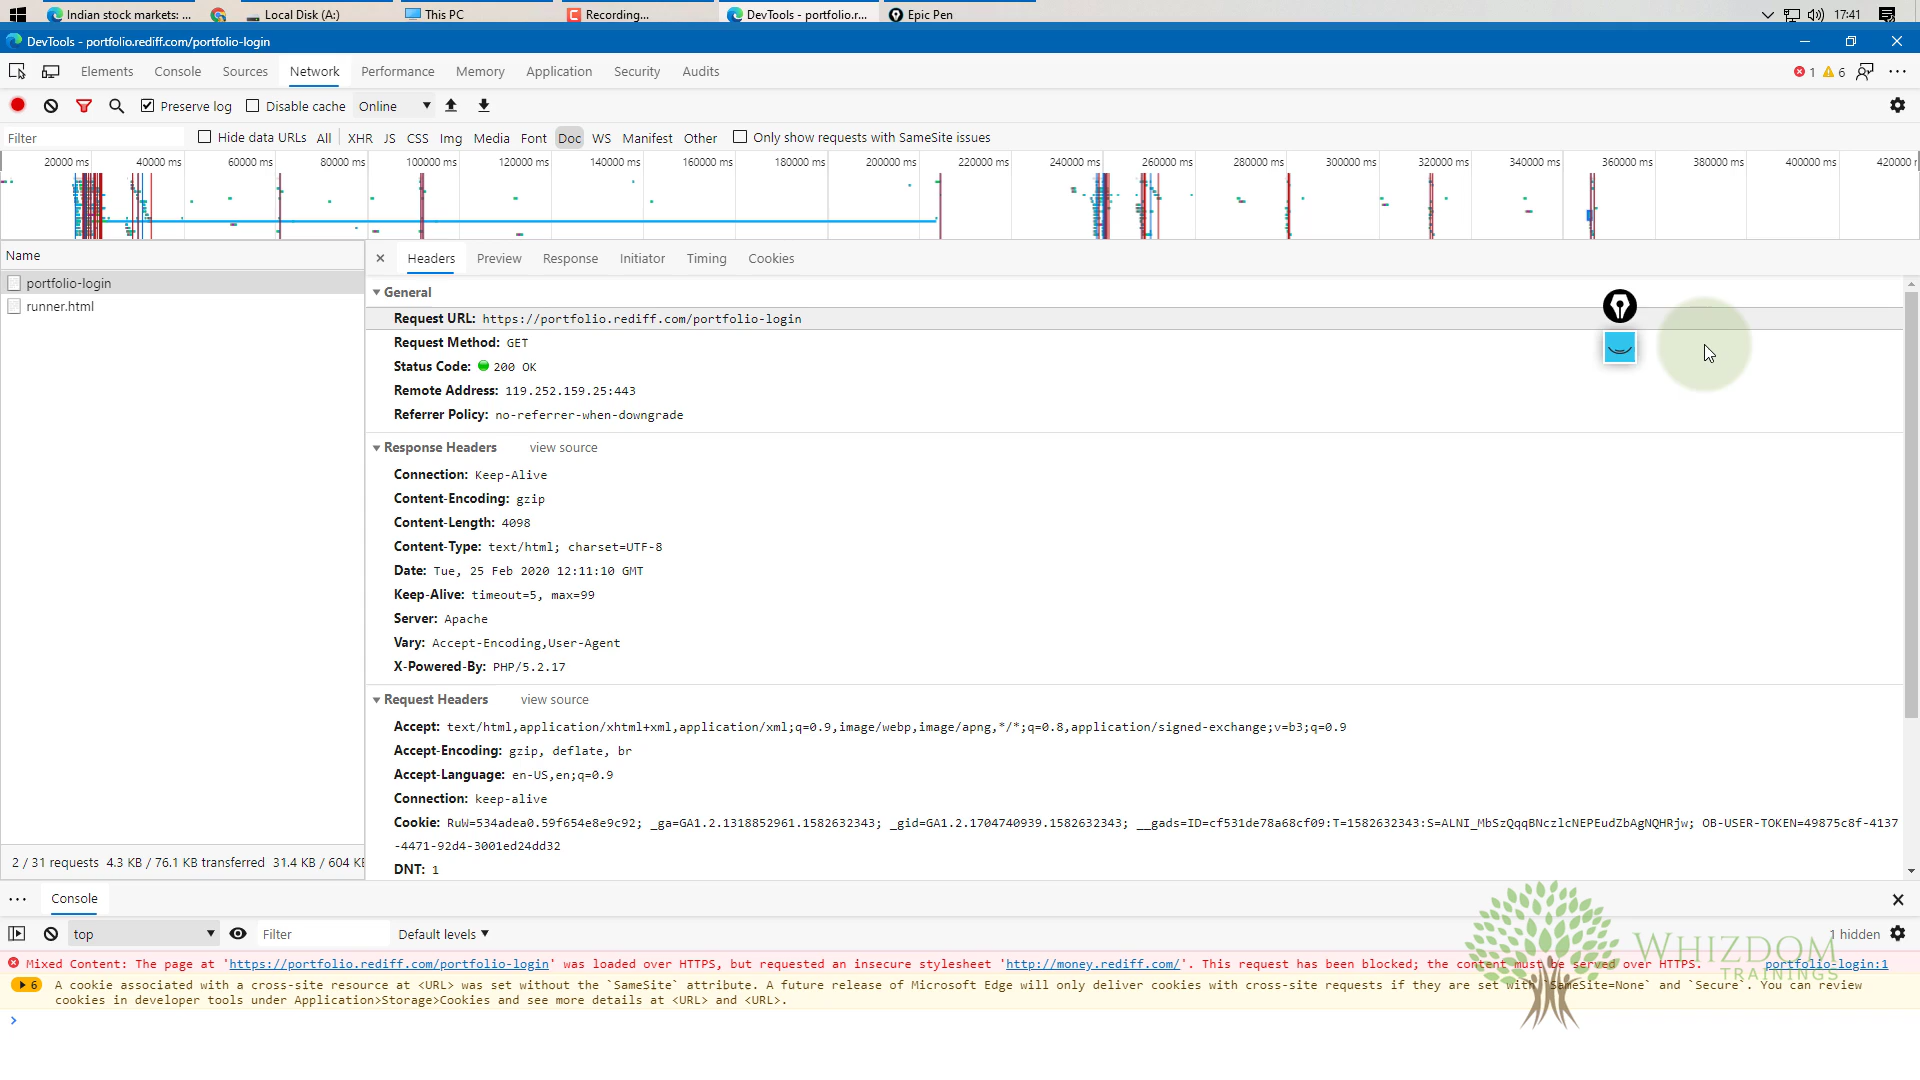 Indian stock markets: ...
Local Disk (A:)
This PC
Recording...
DevTools - portfolio.r...
Epic Pen
17:41
DevTools - portfolio.rediff.com/portfolio-login
Elements Console Sources Network Performance Memory Application Security Audits
1 6
Preserve log Disable cache Online
Filter Hide data URLs All XHR JS CSS Img Media Font Doc WS Manifest Other Only show requests with SameSite issues
20000 ms 40000 ms 60000 ms 80000 ms 100000 ms 120000 ms 140000 ms 160000 ms 180000 ms 200000 ms 220000 ms 240000 ms 260000 ms 280000 ms 300000 ms 320000 ms 340000 ms 360000 ms 380000 ms 400000 ms 420000
Name
portfolio-login
runner.html
Headers Preview Response Initiator Timing Cookies
General
Request URL: https://portfolio.rediff.com/portfolio-login
Request Method: GET
Status Code: 200 OK
Remote Address: 119.252.159.25:443
Referrer Policy: no-referrer-when-downgrade
Response Headers view source
Connection: Keep-Alive
Content-Encoding: gzip
Content-Length: 4098
Content-Type: text/html; charset=UTF-8
Date: Tue, 25 Feb 2020 12:11:10 GMT
Keep-Alive: timeout=5, max=99
Server: Apache
Vary: Accept-Encoding,User-Agent
X-Powered-By: PHP/5.2.17
Request Headers view source
Accept: text/html,application/xhtml+xml,application/xml;q=0.9,image/webp,image/apng,*/*;q=0.8,application/signed-exchange;v=b3;q=0.9
Accept-Encoding: gzip, deflate, br
Accept-Language: en-US,en;q=0.9
Connection: keep-alive
Cookie: RuW=534adea0.59f654e8e9c92; _ga=GA1.2.1318852961.1582632343; _gid=GA1.2.1704740939.1582632343; __gads=ID=cf531de78a68cf09:T=1582632343:S=ALNI_MbSzQqqBNczlcNEPEudZbAgNQHRjw; OB-USER-TOKEN=49875c8f-4137
-4471-92d4-3001ed24dd32
DNT: 1
2 / 31 requests 4.3 KB / 76.1 KB transferred 31.4 KB / 604 KB
Console
top Filter Default levels 1 hidden
Mixed Content: The page at 'https://portfolio.rediff.com/portfolio-login' was loaded over HTTPS, but requested an insecure stylesheet 'http://money.rediff.com/'. This request has been blocked; the content must be served over HTTPS. portfolio-login:1
6 A cookie associated with a cross-site resource at <URL> was set without the `SameSite` attribute. A future release of Microsoft Edge will only deliver cookies with cross-site requests if they are set with `SameSite=None` and `Secure`. You can review
cookies in developer tools under Application>Storage>Cookies and see more details at <URL> and <URL>.
WHIZDOM
TRAININGS